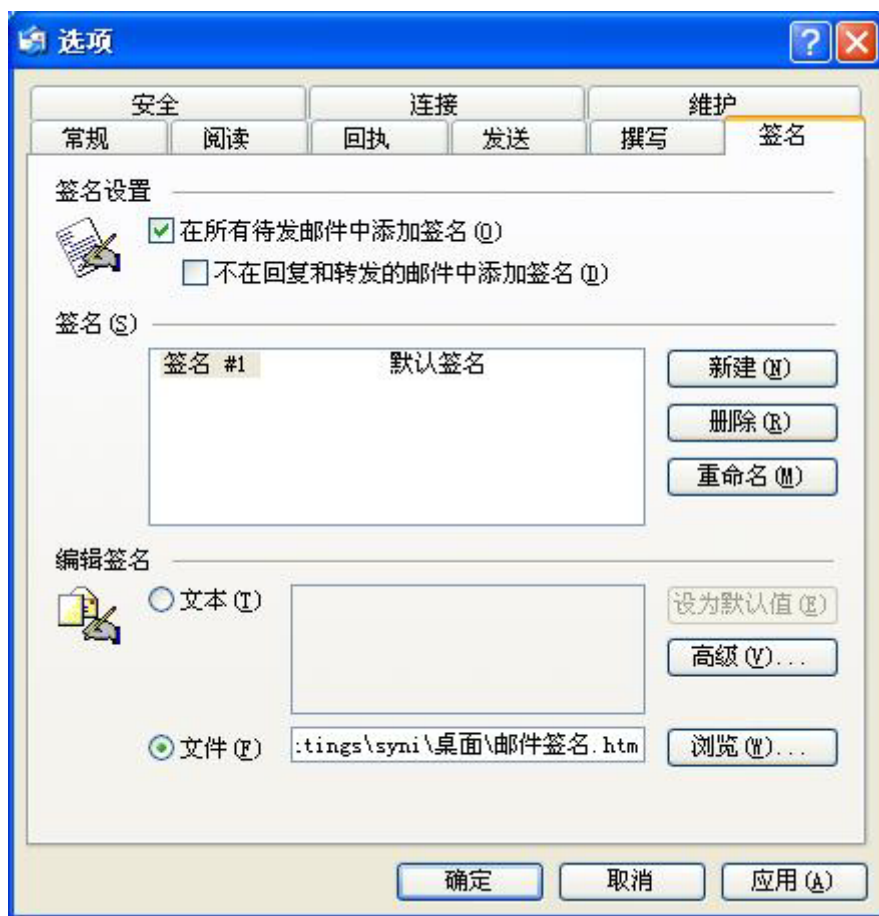 选项
安全 连接 维护
常规 阅读 回执 发送 撰写 签名
签名设置
在所有待发邮件中添加签名(O)
不在回复和转发的邮件中添加签名(D)
签名(S)
签名 #1 默认签名
新建(N)
删除(R)
重命名(M)
编辑签名
文本(T)
设为默认值(E)
高级(V)...
文件(F) :tings\syni\桌面\邮件签名.htm 浏览(W)...
确定 取消 应用(A)